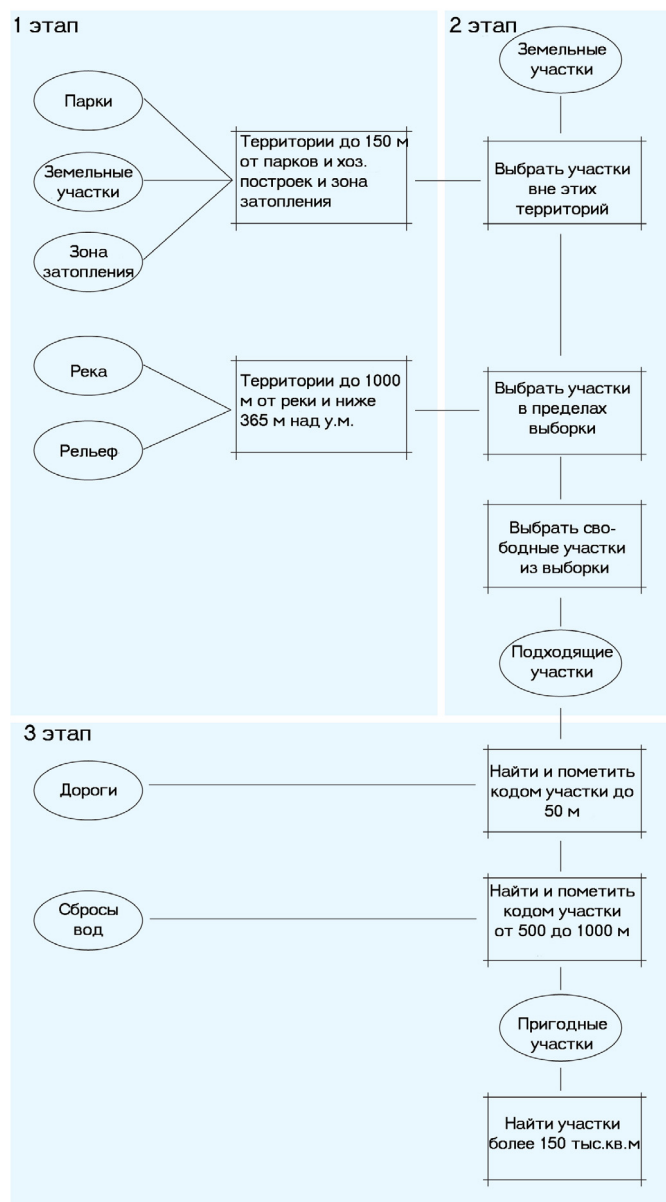 1 этап
Парки
Земельные
участки
Зона
затопления
Территории до 150 м
от парков и хоз.
построек и зона
затопления
Река
Рельеф
Территории до 1000
м от реки и ниже
365 м над у.м.
2 этап
Земельные
участки
Выбрать участки
вне этих
территорий
Выбрать участки
в пределах
выборки
Выбрать сво-
бодные участки
из выборки
Подходящие
участки
3 этап
Дороги
Найти и пометить
кодом участки до
50 м
Сбросы
вод
Найти и пометить
кодом участки
от 500 до 1000 м
Пригодные
участки
Найти участки
более 150 тыс.кв.м